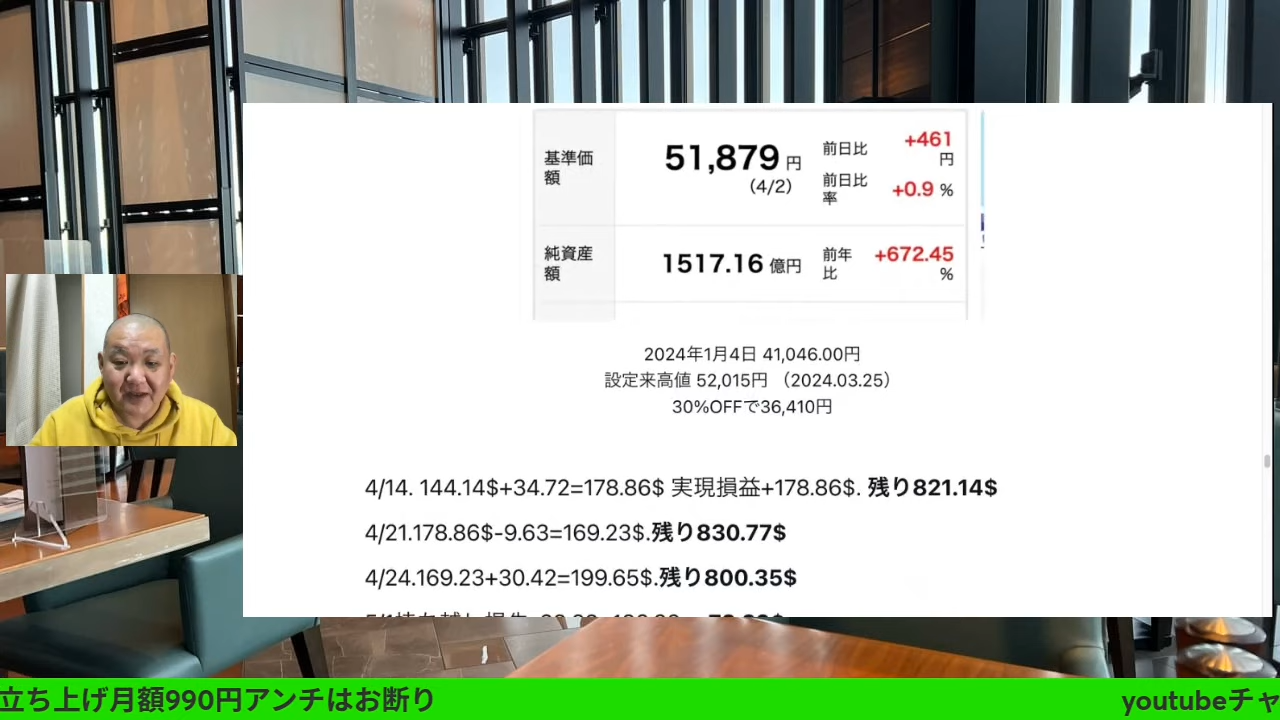 基準価額
51,879 円
(4/2)
前日比
+461
円
前日比率
+0.9 %
純資産額
1517.16 億円
前年比
+672.45
%
2024年1月4日 41,046.00円
設定来高値 52,015円 （2024.03.25）
30%OFFで36,410円
4/14. 144.14$+34.72=178.86$ 実現損益+178.86$. 残り821.14$
4/21.178.86$-9.63=169.23$.残り830.77$
4/24.169.23+30.42=199.65$.残り800.35$
立ち上げ月額990円アンチはお断り
youtubeチャ